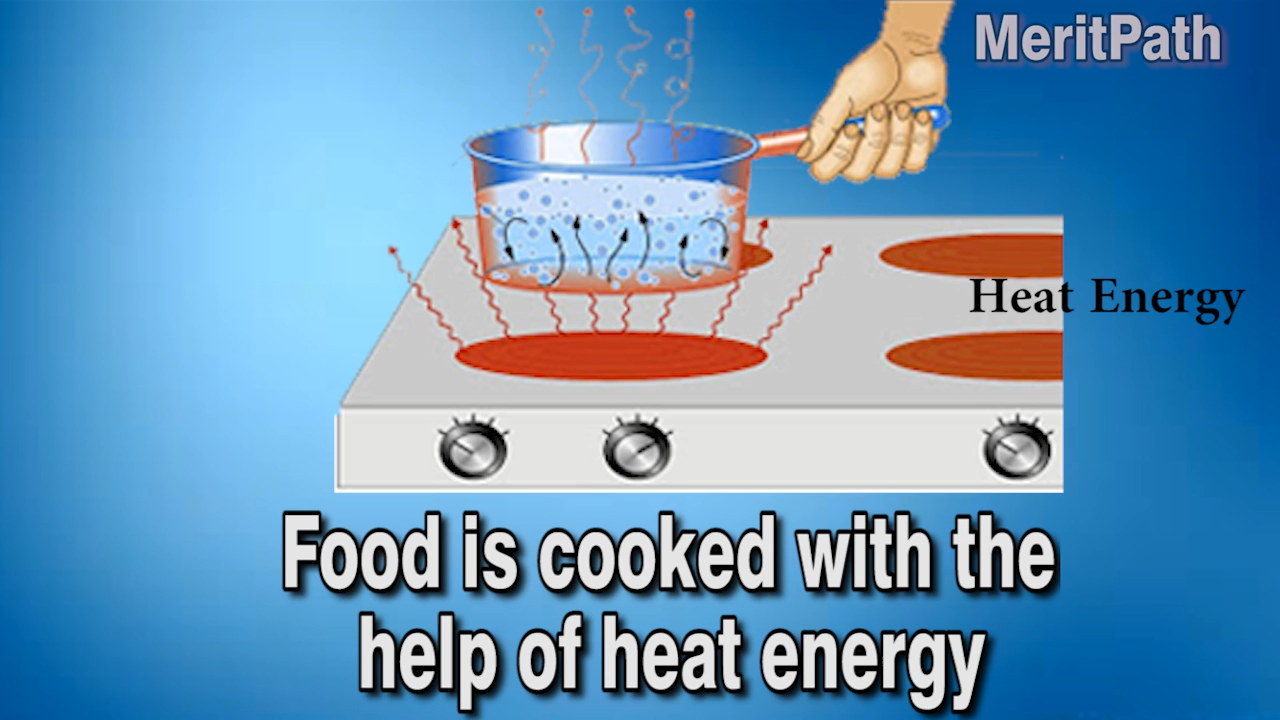 MeritPath
Heat Energy
Food is cooked with the
help of heat energy